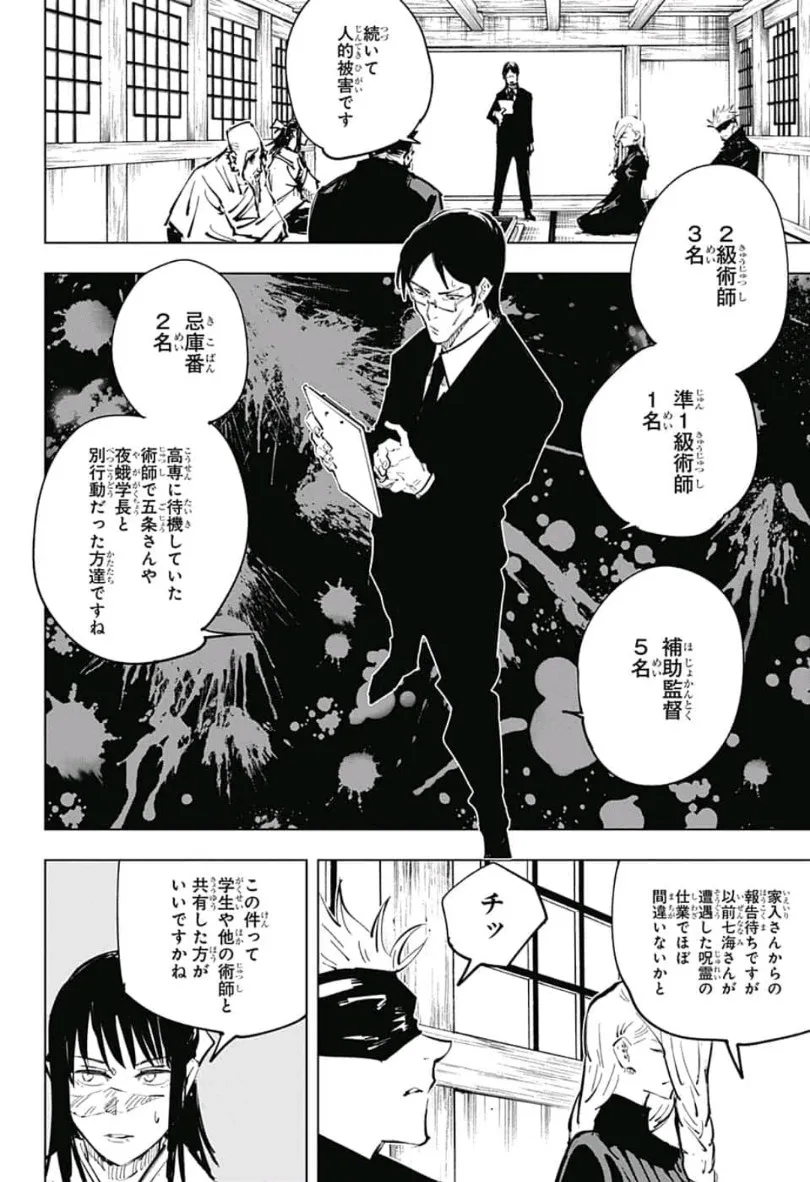 続いて
人的被害です
2級術師
3名
準1級術師
1名
補助監督
5名
忌庫番
2名
高専に待機していた
術師で五条さんや
夜蛾学長と
別行動だった方達ですね
家入さんからの
報告待ちですが
以前七海さんが
遭遇した呪霊の
仕業でほぼ
間違いないかと
チッ
この件って
学生や他の術師と
共有した方が
いいですかね